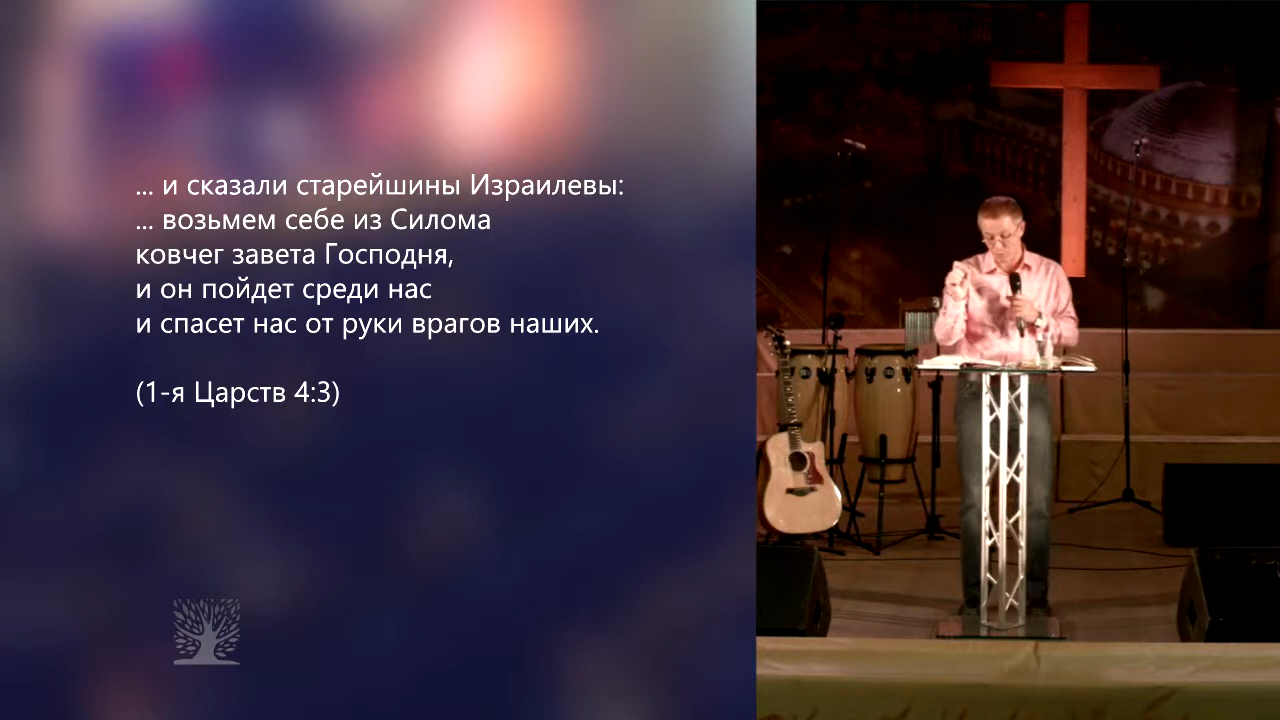 ... и сказали старейшины Израилевы:
... возьмем себе из Силома
ковчег завета Господня,
и он пойдет среди нас
и спасет нас от руки врагов наших.
(1-я Царств 4:3)